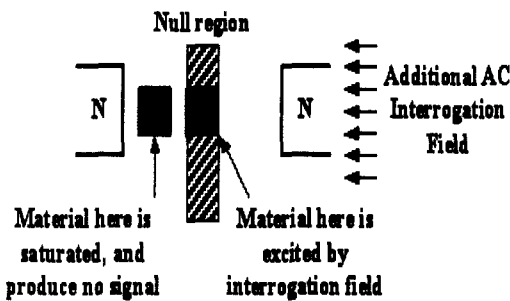 Null region
N
N
Additional AC
Interrogation
Field
Material here is
saturated, and
produce no signal
Material here is
excited by
interrogation field